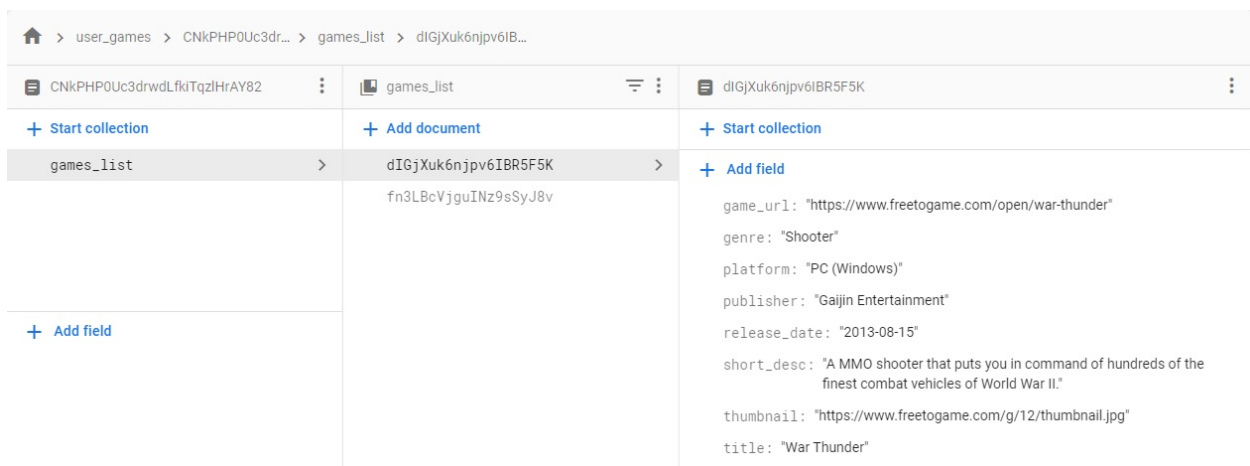 > user_games > CNkPHP0Uc3dr... > games_list > dIGjXuk6njpv6IB...
CNkPHP0Uc3drwdLfkiTqzlHrAY82
games_list
dIGjXuk6njpv6IBR5F5K
+ Start collection
+ Add document
+ Start collection
games_list >
dIGjXuk6njpv6IBR5F5K >
fn3LBcVjguINz9sSyJ8v
+ Add field
+ Add field
game_url: "https://www.freetogame.com/open/war-thunder"
genre: "Shooter"
platform: "PC (Windows)"
publisher: "Gaijin Entertainment"
release_date: "2013-08-15"
short_desc: "A MMO shooter that puts you in command of hundreds of the
finest combat vehicles of World War II."
thumbnail: "https://www.freetogame.com/g/12/thumbnail.jpg"
title: "War Thunder"